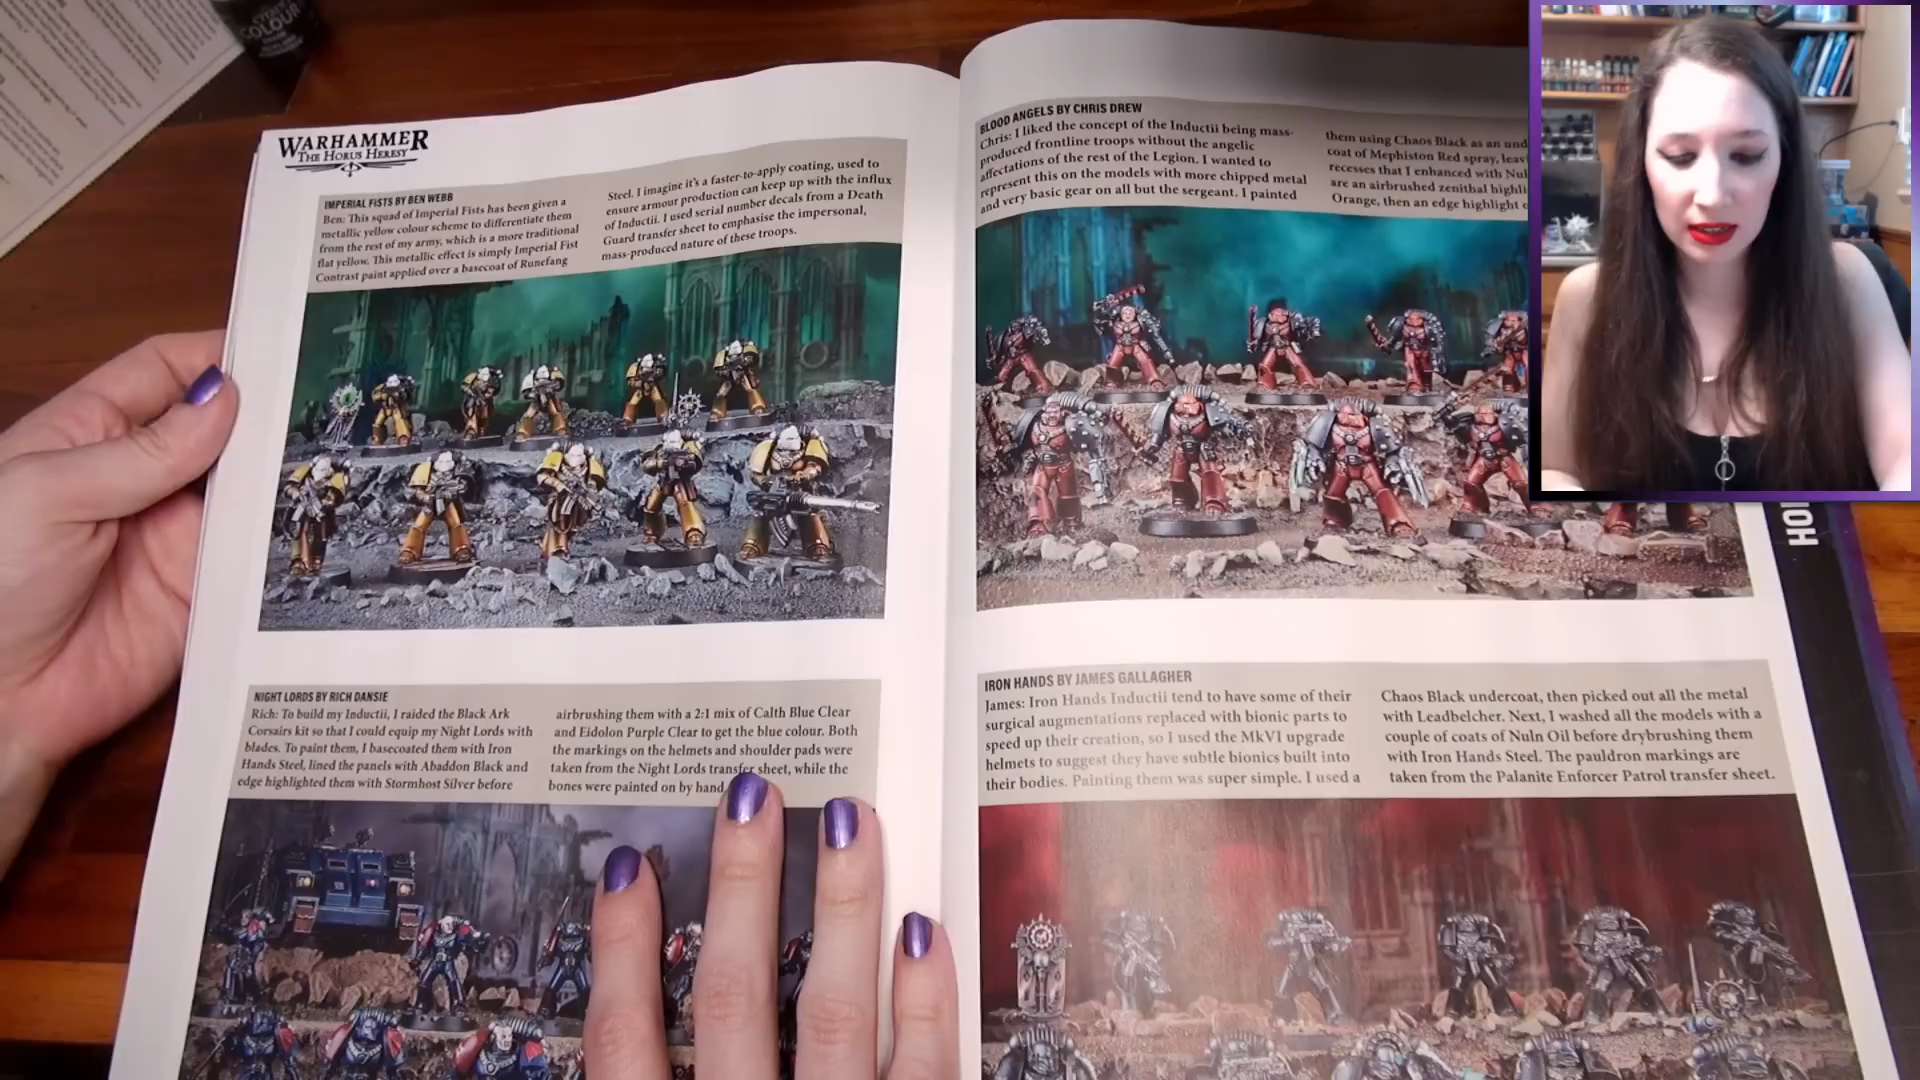 COLOUR
WARHAMMER
THE HORUS HERESY
IMPERIAL FISTS BY BEN WEBB
Ben: This squad of Imperial Fists has been given a
metallic yellow colour scheme to differentiate them
from the rest of my army, which is a more traditional
flat yellow. This metallic effect is simply Imperial Fist
Contrast paint applied over a basecoat of Runefang
Steel. I imagine it's a faster-to-apply coating, used to
ensure armour production can keep up with the influx
of Inductii. I used serial number decals from a Death
Guard transfer sheet to emphasise the impersonal,
mass-produced nature of these troops.
NIGHT LORDS BY RICH DANSIE
Rich: To build my Inductii, I raided the Black Ark
Corsairs kit so that I could equip my Night Lords with
blades. To paint them, I basecoated them with Iron
Hands Steel, lined the panels with Abaddon Black and
edge highlighted them with Stormhost Silver before
airbrushing them with a 2:1 mix of Calth Blue Clear
and Eidolon Purple Clear to get the blue colour. Both
the markings on the helmets and shoulder pads were
taken from the Night Lords transfer sheet, while the
bones were painted on by hand
BLOOD ANGELS BY CHRIS DREW
Chris: I liked the concept of the Inductii being mass-
produced frontline troops without the angelic
affectations of the rest of the Legion. I wanted to
represent this on the models with more chipped metal
and very basic gear on all but the sergeant. I painted
them using Chaos Black as an und
coat of Mephiston Red spray, leav
recesses that I enhanced with Nul
are an airbrushed zenithal highli
Orange, then an edge highlight o
IRON HANDS BY JAMES GALLAGHER
James: Iron Hands Inductii tend to have some of their
surgical augmentations replaced with bionic parts to
speed up their creation, so I used the MkVI upgrade
helmets to suggest they have subtle bionics built into
their bodies. Painting them was super simple. I used a
Chaos Black undercoat, then picked out all the metal
with Leadbelcher. Next, I washed all the models with a
couple of coats of Nuln Oil before drybrushing them
with Iron Hands Steel. The pauldron markings are
taken from the Palanite Enforcer Patrol transfer sheet.